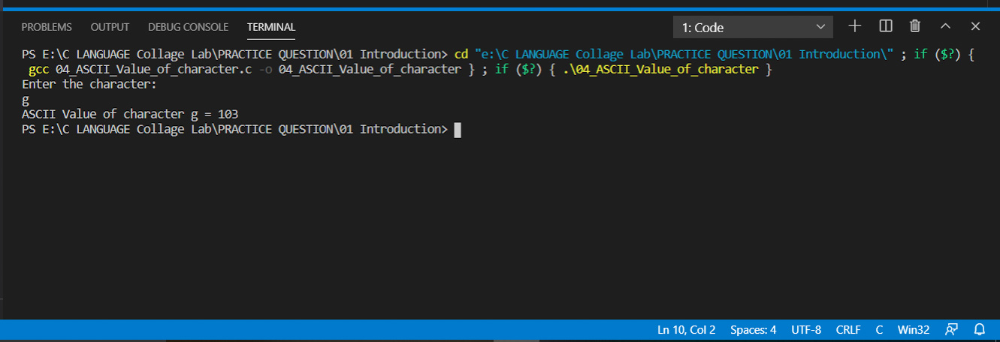 PROBLEMS OUTPUT DEBUG CONSOLE TERMINAL 1: Code
PS E:\C LANGUAGE Collage Lab\PRACTICE QUESTION\01 Introduction> cd "e:\C LANGUAGE Collage Lab\PRACTICE QUESTION\01 Introduction\" ; if ($?) {
gcc 04_ASCII_Value_of_character.c -o 04_ASCII_Value_of_character } ; if ($?) { .\04_ASCII_Value_of_character }
Enter the character:
g
ASCII Value of character g = 103
PS E:\C LANGUAGE Collage Lab\PRACTICE QUESTION\01 Introduction>
Ln 10, Col 2 Spaces: 4 UTF-8 CRLF C Win32